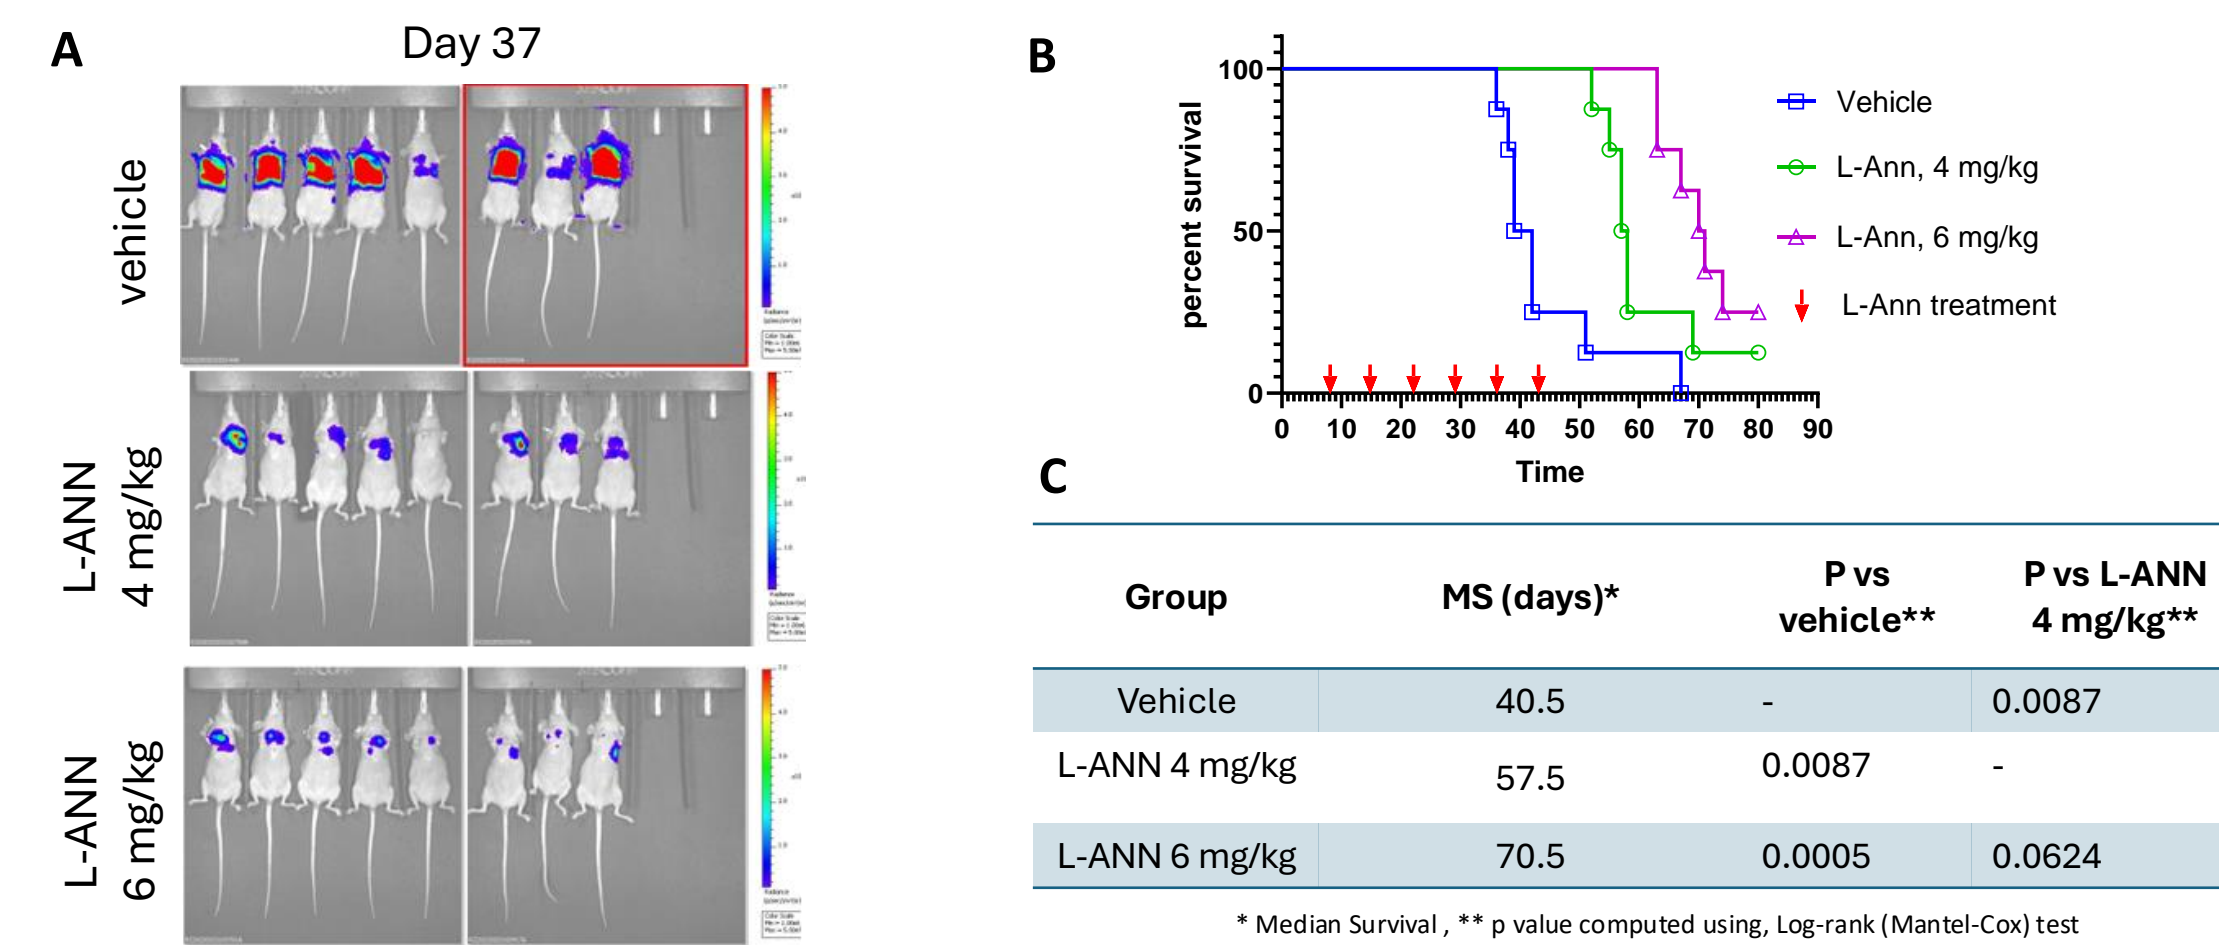 A
Day 37
vehicle
L-ANN
4 mg/kg
L-ANN
6 mg/kg
B
percent survival
100
50
0
0 10 20 30 40 50 60 70 80 90
Time
Vehicle
L-Ann, 4 mg/kg
L-Ann, 6 mg/kg
L-Ann treatment
C
Group MS (days)* P vs vehicle** P vs L-ANN 4 mg/kg**
Vehicle 40.5 - 0.0087
L-ANN 4 mg/kg 57.5 0.0087 -
L-ANN 6 mg/kg 70.5 0.0005 0.0624
* Median Survival , ** p value computed using, Log-rank (Mantel-Cox) test